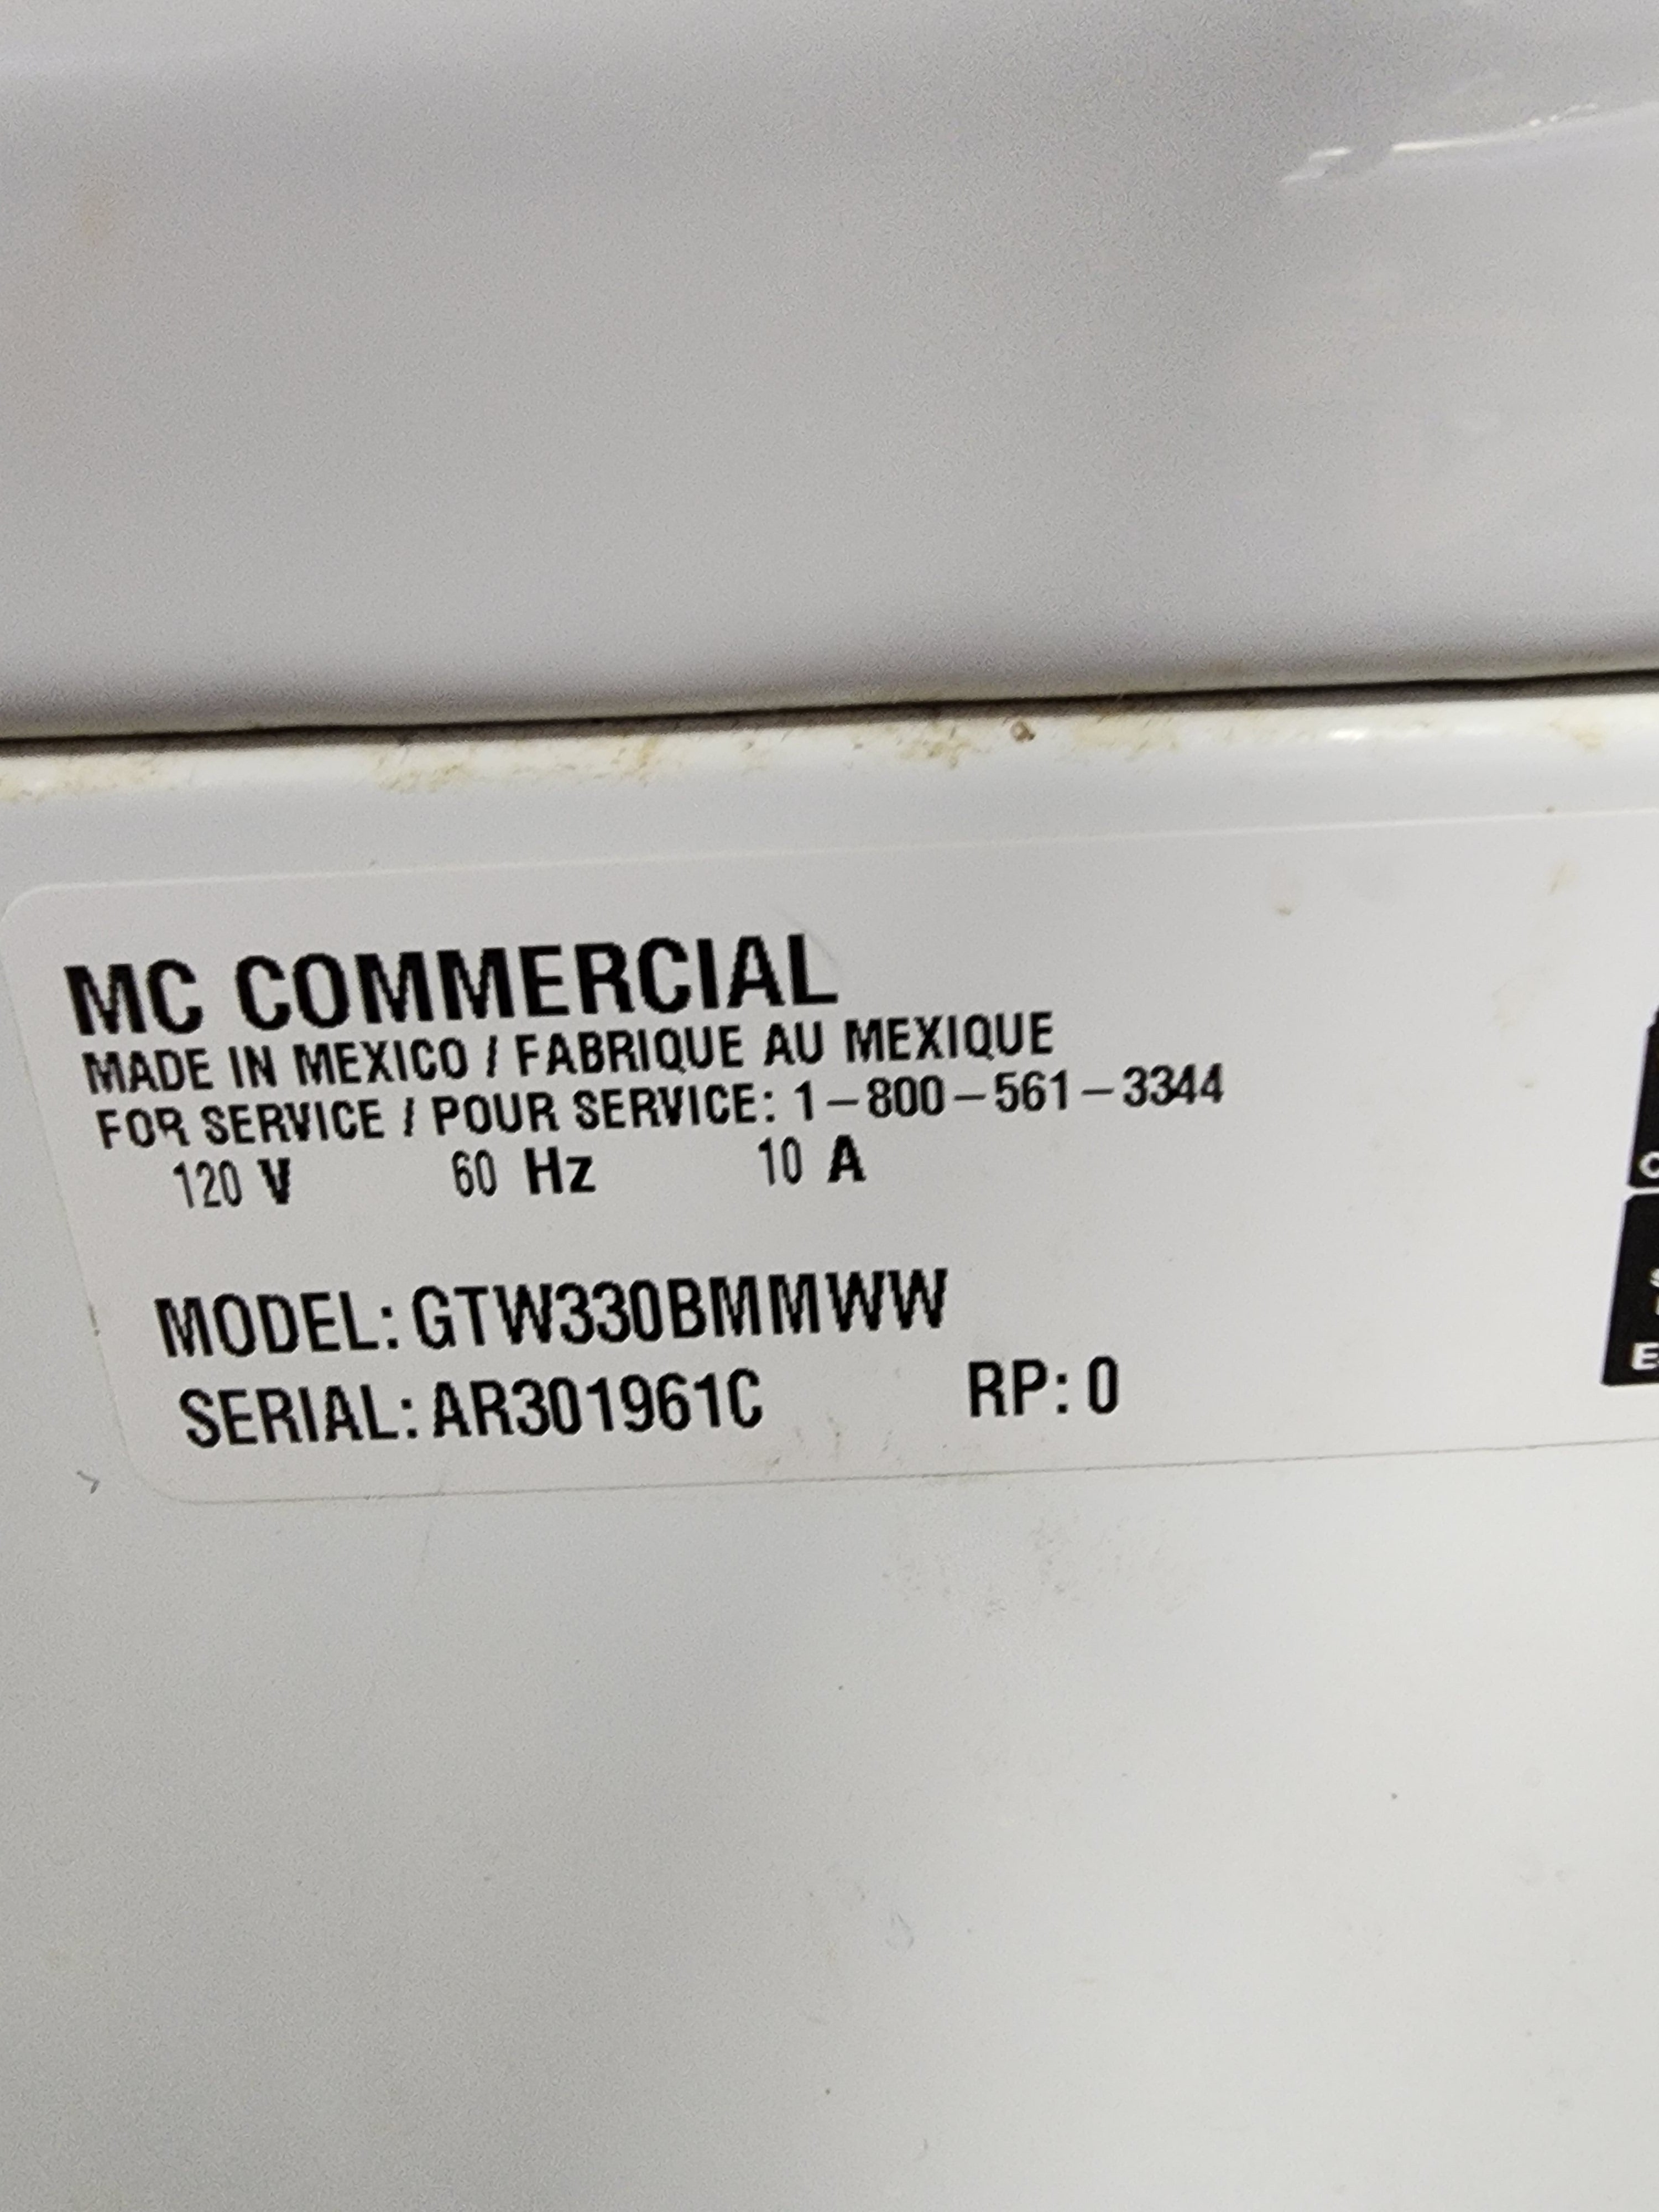 MC COMMERCIAL
MADE IN MEXICO / FABRIQUE AU MEXIQUE
FOR SERVICE / POUR SERVICE: 1-800-561-3344
120 V 60 Hz 10 A
MODEL: GTW330BMMWW
SERIAL: AR301961C RP: 0